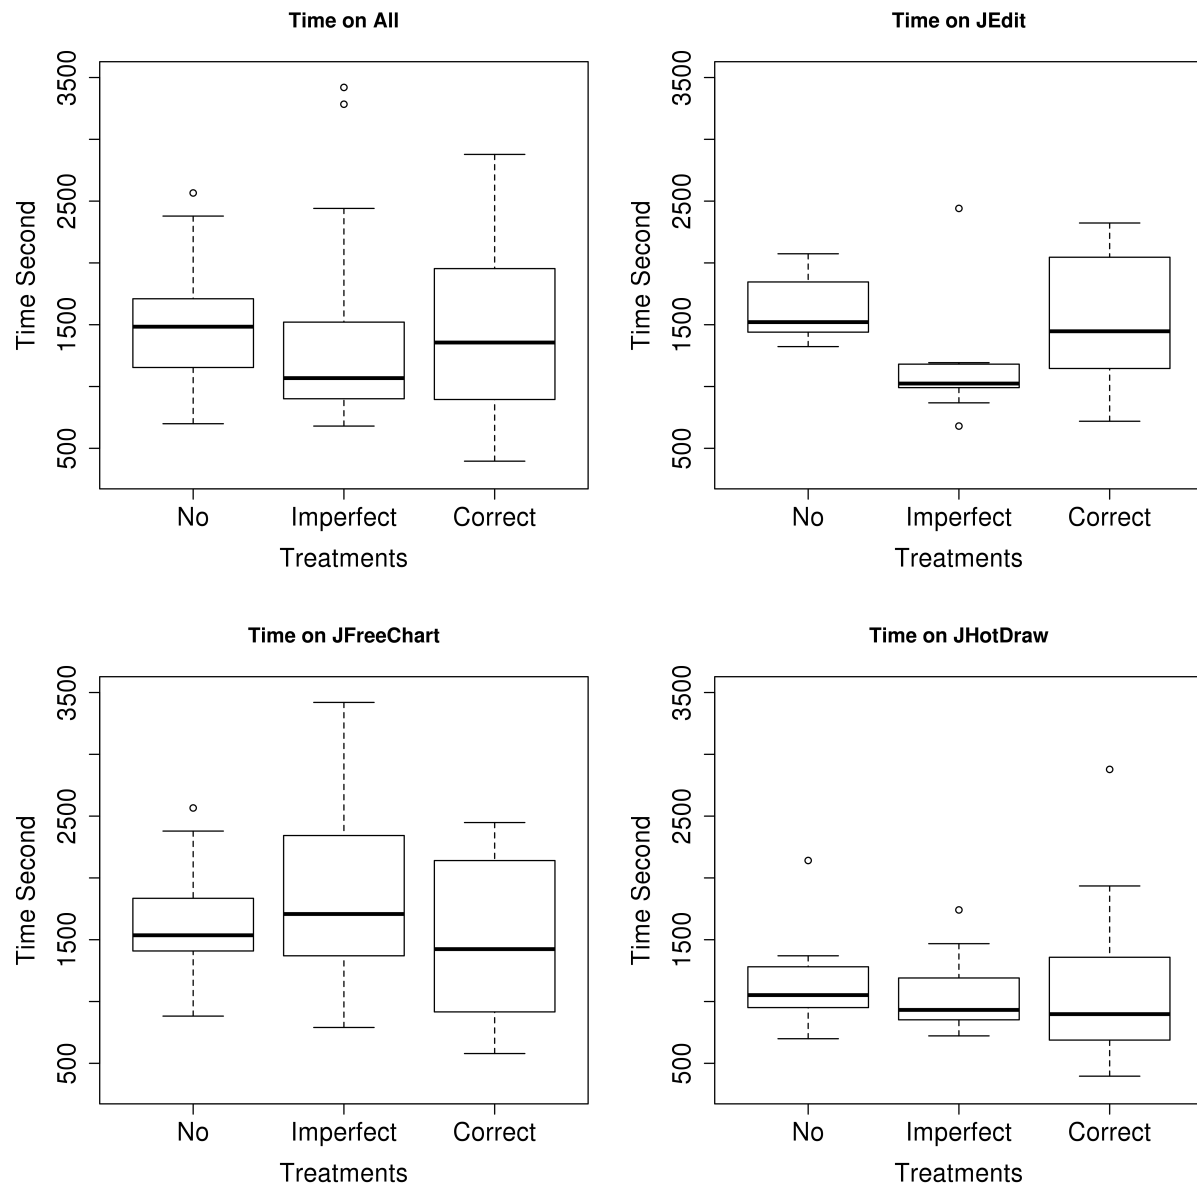 Time on All
Time Second
3500
2500
1500
500
No Imperfect Correct
Treatments
Time on JEdit
Time Second
3500
2500
1500
500
No Imperfect Correct
Treatments
Time on JFreeChart
Time Second
3500
2500
1500
500
No Imperfect Correct
Treatments
Time on JHotDraw
Time Second
3500
2500
1500
500
No Imperfect Correct
Treatments